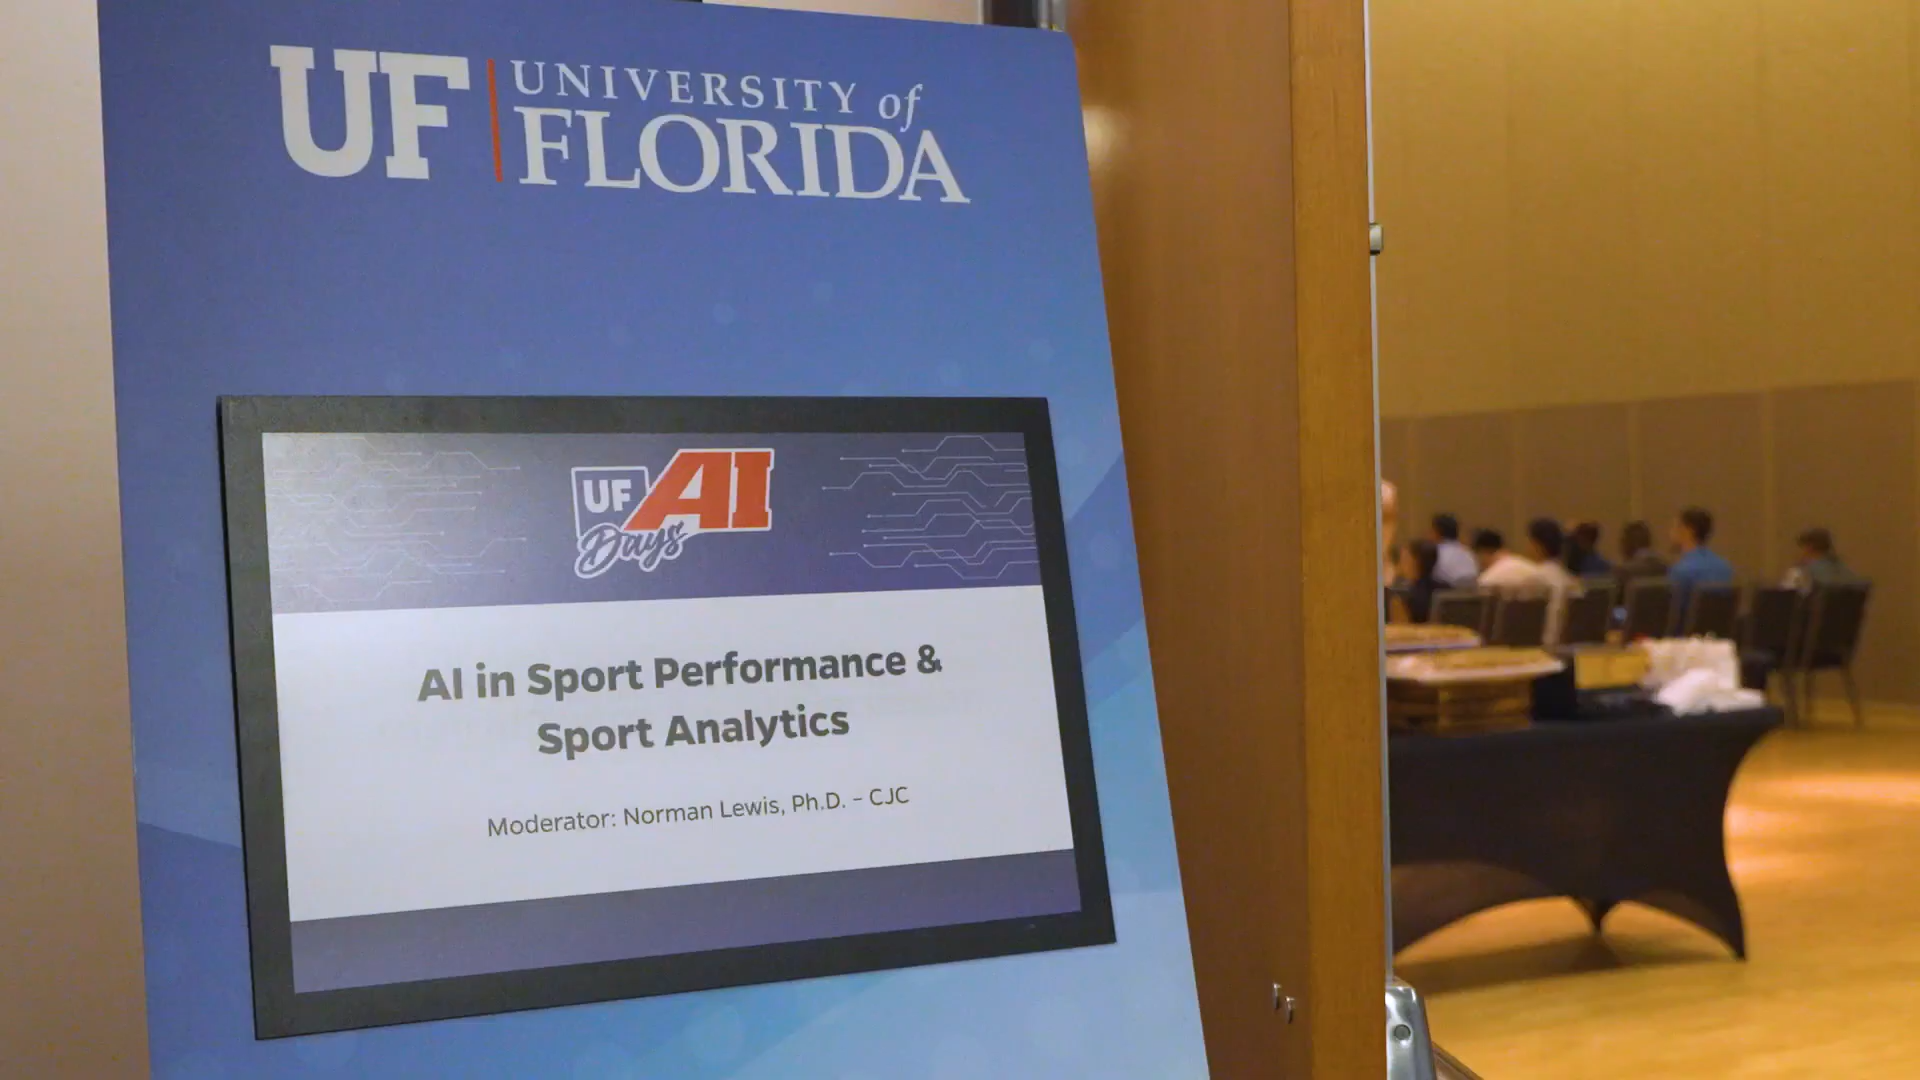 UF
UNIVERSITY of
FLORIDA
UF AI
Days
AI in Sport Performance &
Sport Analytics
Moderator: Norman Lewis, Ph.D. – CJC